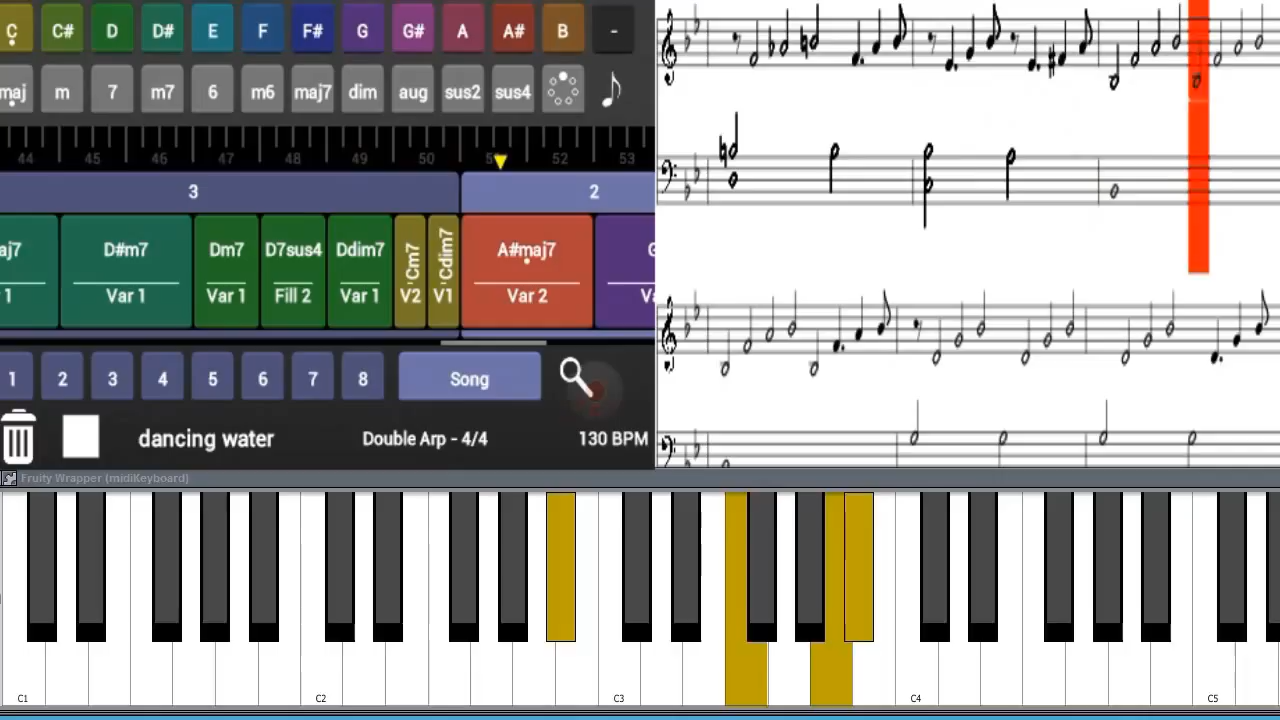 C C# D D# E F F# G G# A A# B -
maj m 7 m7 6 m6 maj7 dim aug sus2 sus4
44 45 46 47 48 49 50 52 53
3 2
aj7 D#m7 Dm7 D7sus4 Ddim7 Cm7 Cdim7 A#maj7
1 Var 1 Var 1 Fill 2 Var 1 V2 V1 Var 2
1 2 3 4 5 6 7 8 Song
dancing water Double Arp - 4/4 130 BPM
Fruity Wrapper (midiKeyboard)
C1 C2 C3 C4 C5